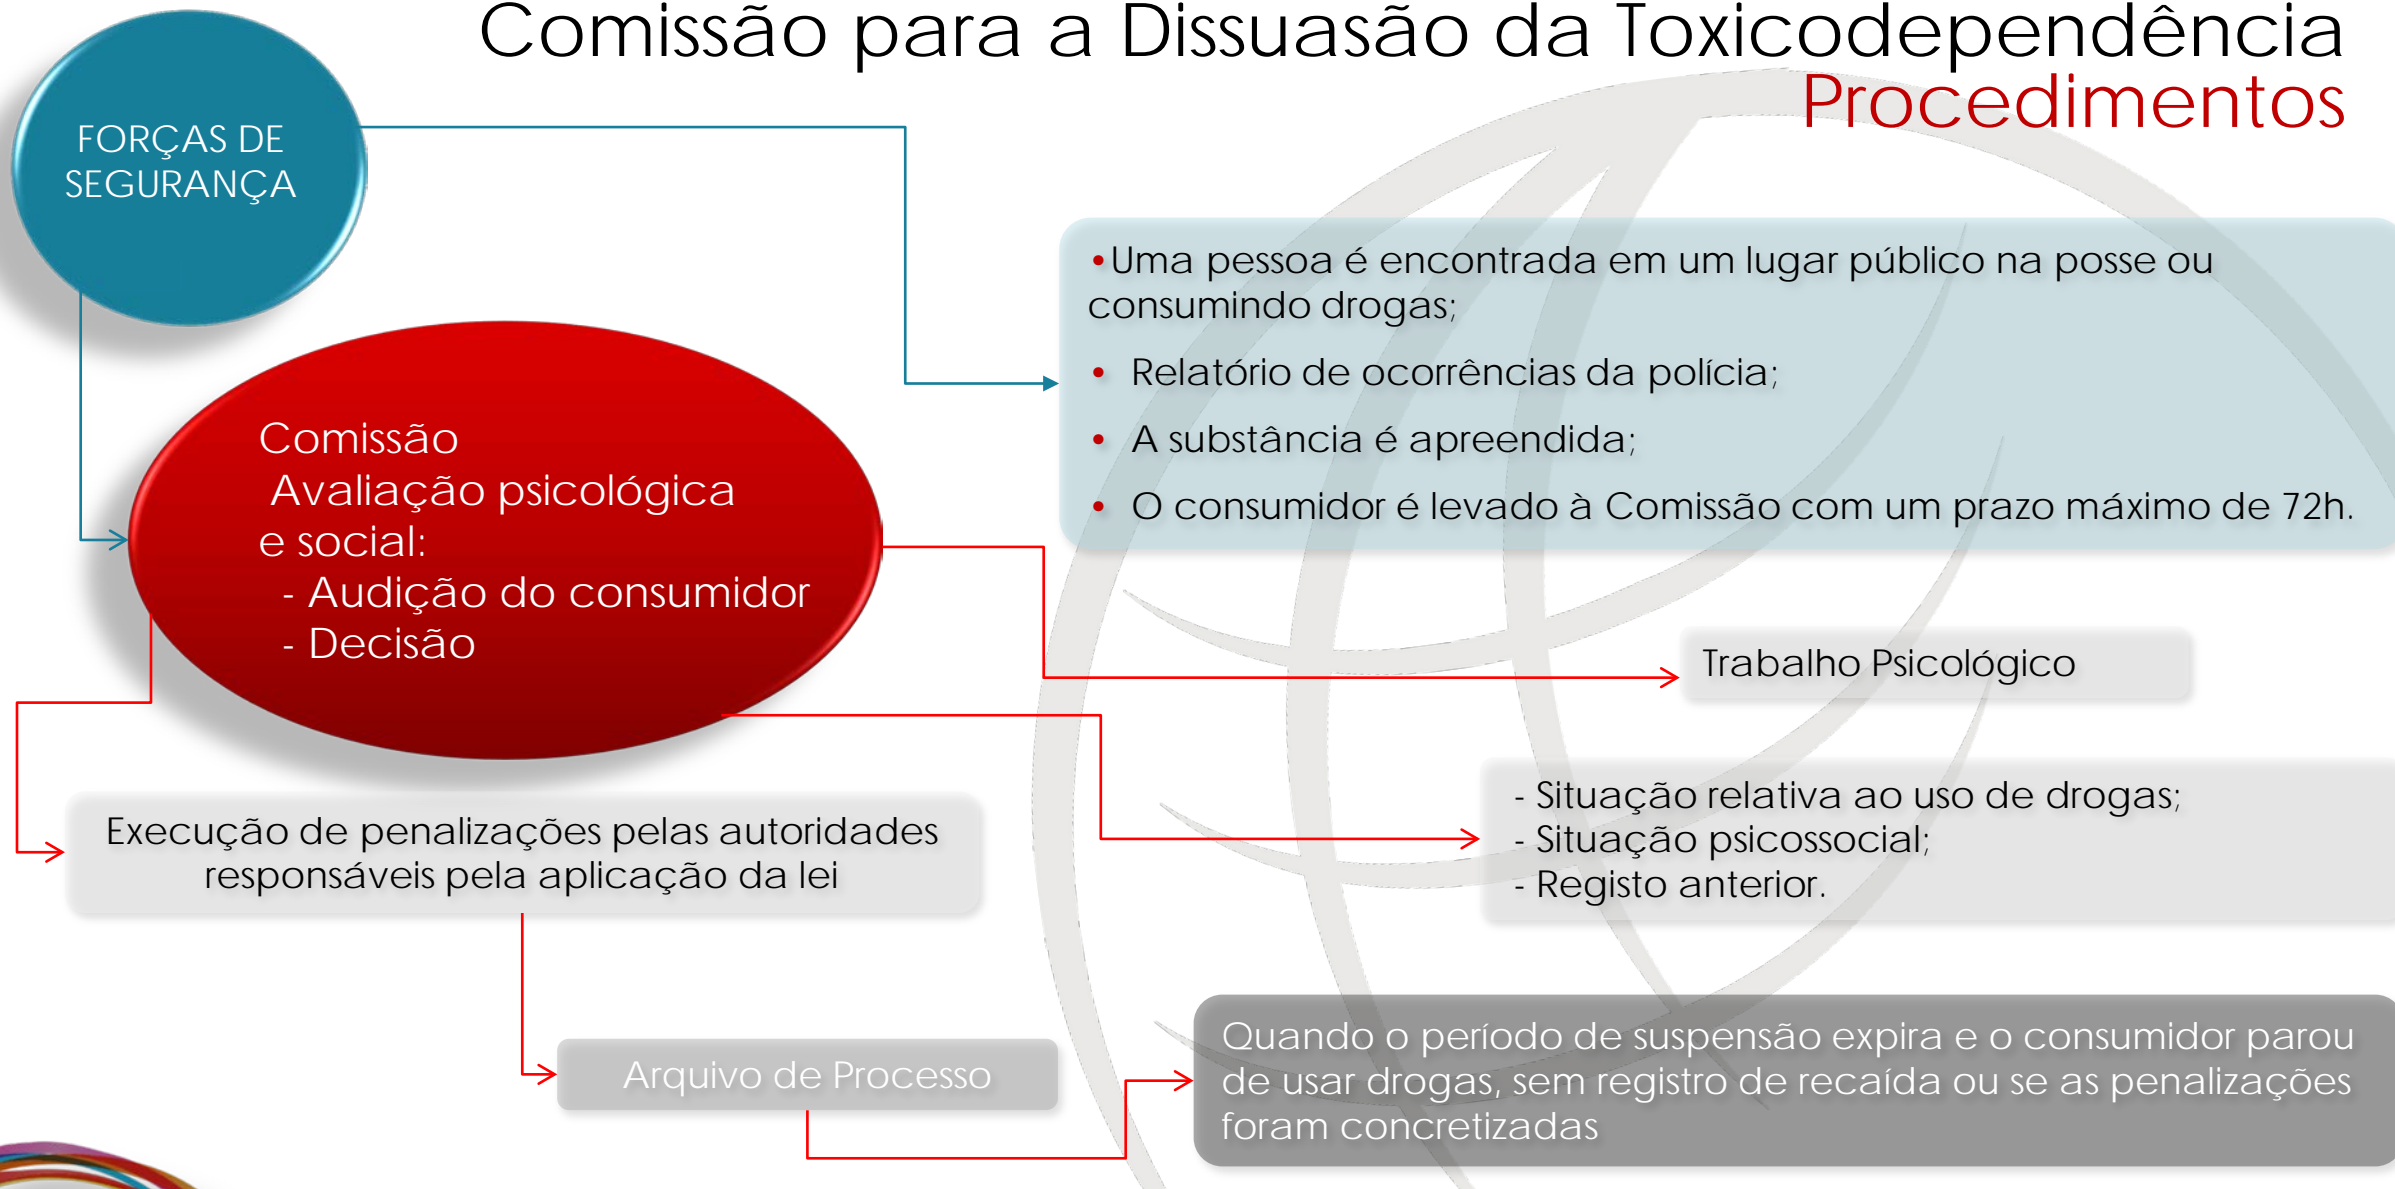 Comissão para a Dissuasão da Toxicodependência
Procedimentos
FORÇAS DE
SEGURANÇA
•Uma pessoa é encontrada em um lugar público na posse ou
consumindo drogas;
• Relatório de ocorrências da polícia;
• A substância é apreendida;
• O consumidor é levado à Comissão com um prazo máximo de 72h.
Comissão
Avaliação psicológica
e social:
- Audição do consumidor
- Decisão
Trabalho Psicológico
- Situação relativa ao uso de drogas;
- Situação psicossocial;
- Registo anterior.
Execução de penalizações pelas autoridades
responsáveis pela aplicação da lei
Arquivo de Processo
Quando o período de suspensão expira e o consumidor parou
de usar drogas, sem registro de recaída ou se as penalizações
foram concretizadas